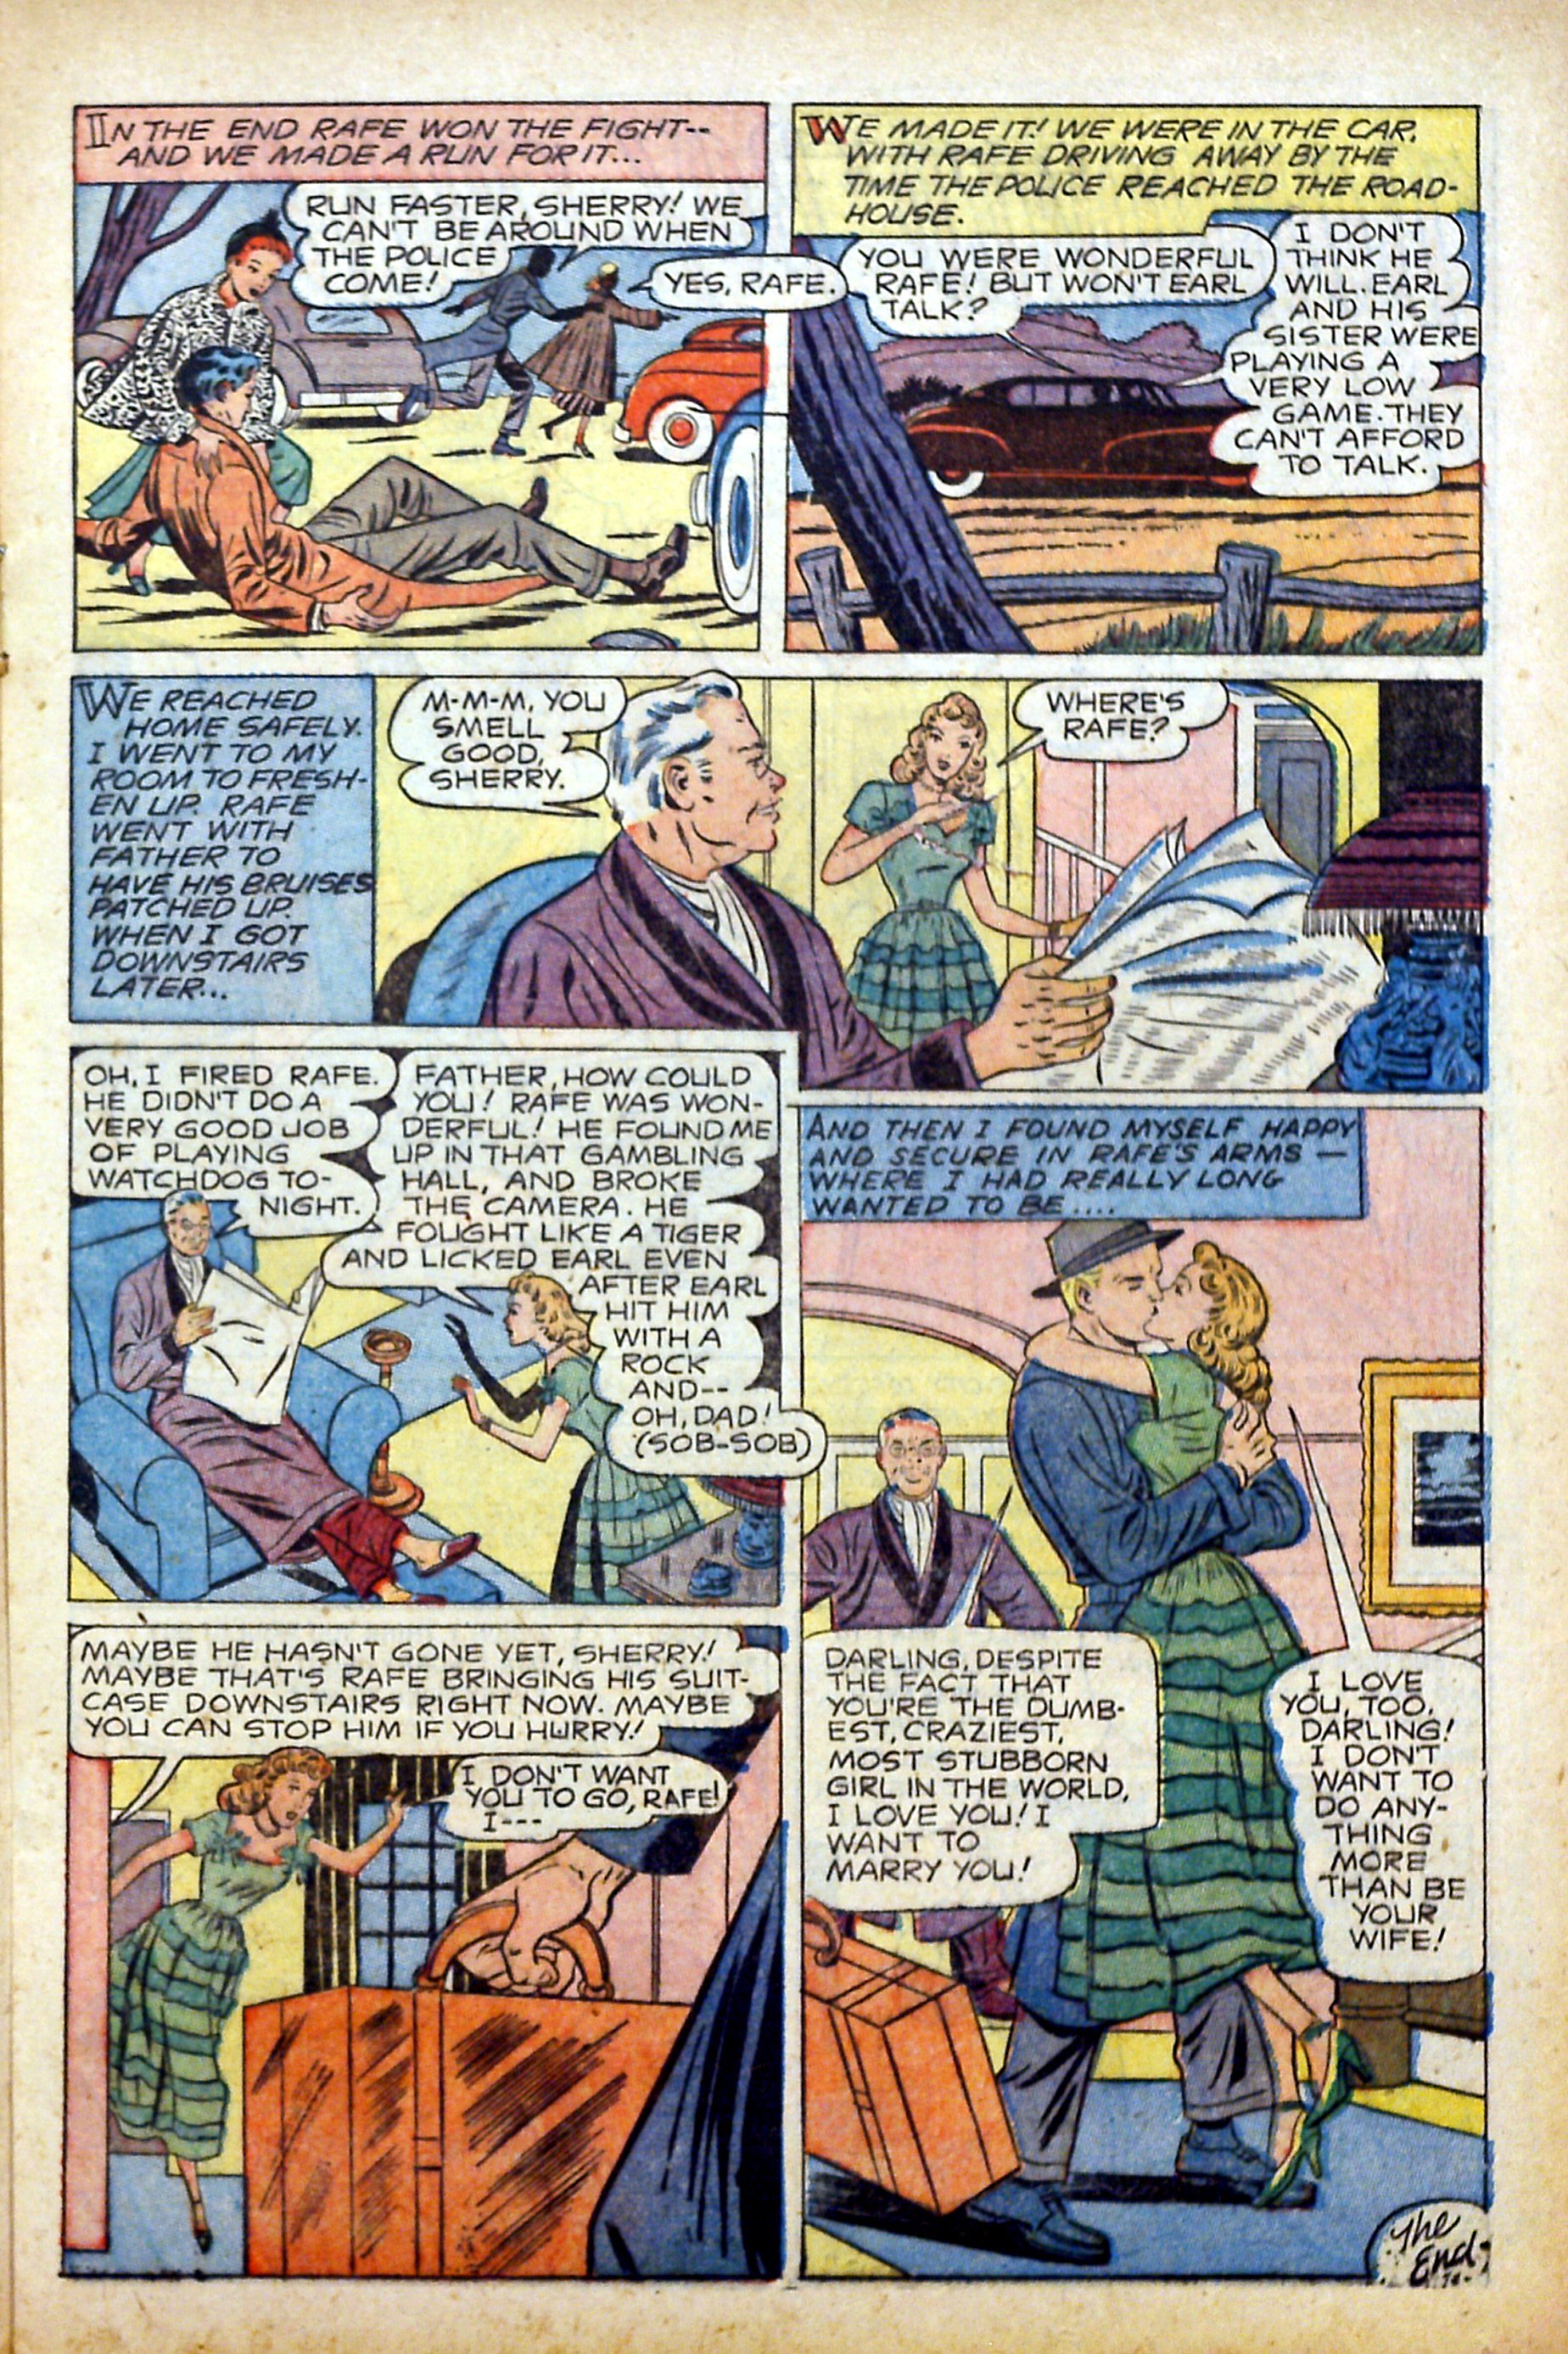 IN THE END RAFE WON THE FIGHT--
AND WE MADE A RUN FOR IT...
RUN FASTER, SHERRY! WE
CAN'T BE AROUND WHEN
THE POLICE
COME!
YES, RAFE.
WE MADE IT! WE WERE IN THE CAR,
WITH RAFE DRIVING AWAY BY THE
TIME THE POLICE REACHED THE ROAD-
HOUSE.
YOU WERE WONDERFUL
RAFE! BUT WON'T EARL
TALK?
I DON'T
THINK HE
WILL. EARL
AND HIS
SISTER WERE
PLAYING A
VERY LOW
GAME. THEY
CAN'T AFFORD
TO TALK.
WE REACHED
HOME SAFELY.
I WENT TO MY
ROOM TO FRESH-
EN UP. RAFE
WENT WITH
FATHER TO
HAVE HIS BRUISES
PATCHED UP.
WHEN I GOT
DOWNSTAIRS
LATER...
M-M-M, YOU
SMELL
GOOD,
SHERRY.
WHERE'S
RAFE?
OH, I FIRED RAFE.
HE DIDN'T DO A
VERY GOOD JOB
OF PLAYING
WATCHDOG TO-
NIGHT.
FATHER, HOW COULD
YOU! RAFE WAS WON-
DERFUL! HE FOUND ME
UP IN THAT GAMBLING
HALL, AND BROKE
THE CAMERA. HE
FOUGHT LIKE A TIGER
AND LICKED EARL EVEN
AFTER EARL
HIT HIM
WITH A
ROCK
AND--
OH, DAD!
(SOB-SOB)
MAYBE HE HASN'T GONE YET, SHERRY!
MAYBE THAT'S RAFE BRINGING HIS SUIT-
CASE DOWNSTAIRS RIGHT NOW. MAYBE
YOU CAN STOP HIM IF YOU HURRY!
I DON'T WANT
YOU TO GO, RAFE!
I---
AND THEN I FOUND MYSELF HAPPY
AND SECURE IN RAFE'S ARMS —
WHERE I HAD REALLY LONG
WANTED TO BE....
DARLING, DESPITE
THE FACT THAT
YOU'RE THE DUMB-
EST, CRAZIEST,
MOST STUBBORN
GIRL IN THE WORLD,
I LOVE YOU! I
WANT TO
MARRY YOU!
I LOVE
YOU, TOO,
DARLING!
I DON'T
WANT TO
DO ANY-
THING
MORE
THAN BE
YOUR
WIFE!
The
End